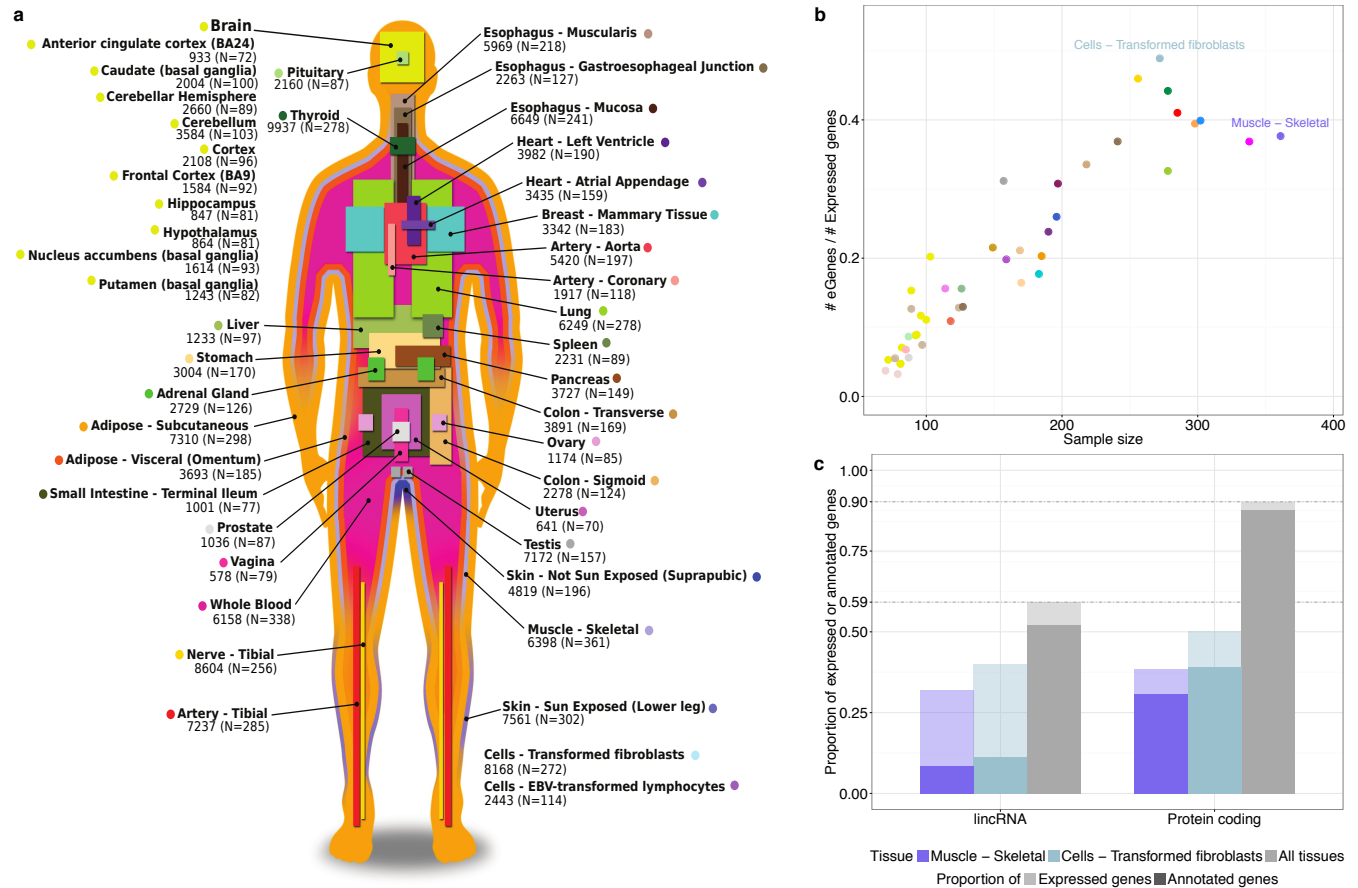 a
Brain
Anterior cingulate cortex (BA24)
933 (N=72)
Caudate (basal ganglia)
2004 (N=100)
Cerebellar Hemisphere
2660 (N=89)
Cerebellum
3584 (N=103)
Cortex
2108 (N=96)
Frontal Cortex (BA9)
1584 (N=92)
Hippocampus
847 (N=81)
Hypothalamus
864 (N=81)
Nucleus accumbens (basal ganglia)
1614 (N=93)
Putamen (basal ganglia)
1243 (N=82)
Pituitary
2160 (N=87)
Thyroid
9937 (N=278)
Liver
1233 (N=97)
Stomach
3004 (N=170)
Adrenal Gland
2729 (N=126)
Adipose - Subcutaneous
7310 (N=298)
Adipose - Visceral (Omentum)
3693 (N=185)
Small Intestine - Terminal Ileum
1001 (N=77)
Prostate
1036 (N=87)
Vagina
578 (N=79)
Whole Blood
6158 (N=338)
Nerve - Tibial
8604 (N=256)
Artery - Tibial
7237 (N=285)
Esophagus - Muscularis
5969 (N=218)
Esophagus - Gastroesophageal Junction
2263 (N=127)
Esophagus - Mucosa
6649 (N=241)
Heart - Left Ventricle
3982 (N=190)
Heart - Atrial Appendage
3435 (N=159)
Breast - Mammary Tissue
3342 (N=183)
Artery - Aorta
5420 (N=197)
Artery - Coronary
1917 (N=118)
Lung
6249 (N=278)
Spleen
2231 (N=89)
Pancreas
3727 (N=149)
Colon - Transverse
3891 (N=169)
Ovary
1174 (N=85)
Colon - Sigmoid
2278 (N=124)
Uterus
641 (N=70)
Testis
7172 (N=157)
Skin - Not Sun Exposed (Suprapubic)
4819 (N=196)
Muscle - Skeletal
6398 (N=361)
Skin - Sun Exposed (Lower leg)
7561 (N=302)
Cells - Transformed fibroblasts
8168 (N=272)
Cells - EBV-transformed lymphocytes
2443 (N=114)
b
# eGenes / # Expressed genes
0.4
0.2
0.0
Cells − Transformed fibroblasts
Muscle − Skeletal
100 200 300 400
Sample size
c
Proportion of expressed or annotated genes
1.00
0.90
0.75
0.59
0.50
0.25
0.00
lincRNA Protein coding
Tissue Muscle − Skeletal Cells − Transformed fibroblasts All tissues
Proportion of Expressed genes Annotated genes